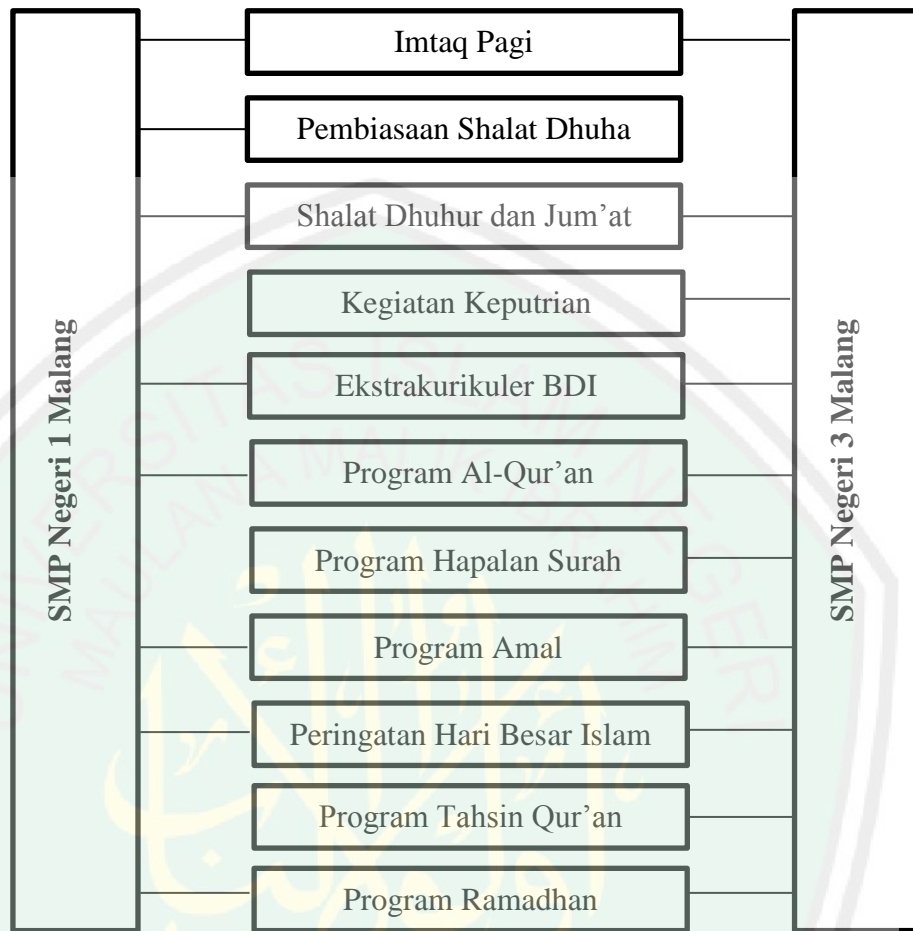 Imtaq Pagi
Pembiasaan Shalat Dhuha
Shalat Dhuhur dan Jum’at
Kegiatan Keputrian
Ekstrakurikuler BDI
Program Al-Qur’an
Program Hapalan Surah
Program Amal
Peringatan Hari Besar Islam
Program Tahsin Qur’an
Program Ramadhan
SMP Negeri 1 Malang
SMP Negeri 3 Malang